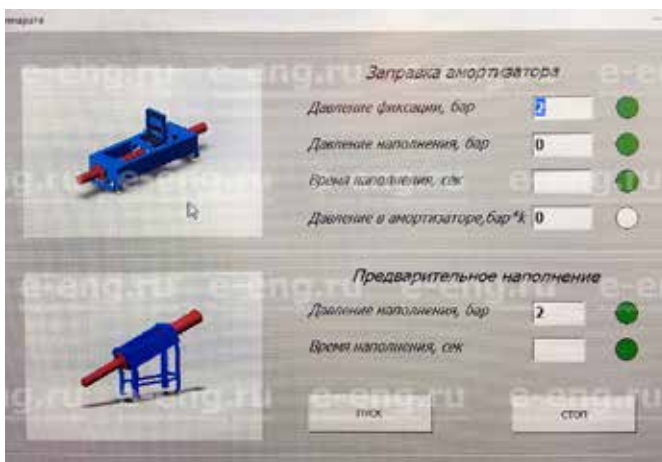 Заправка амортизатора
Давление фиксации, бар 2
Давление наполнения, бар 0
Время наполнения, сек
Давление в амортизаторе,бар*k 0
Предварительное наполнение
Давление наполнения, бар 2
Время наполнения, сек
пуск стоп
e-eng.ru